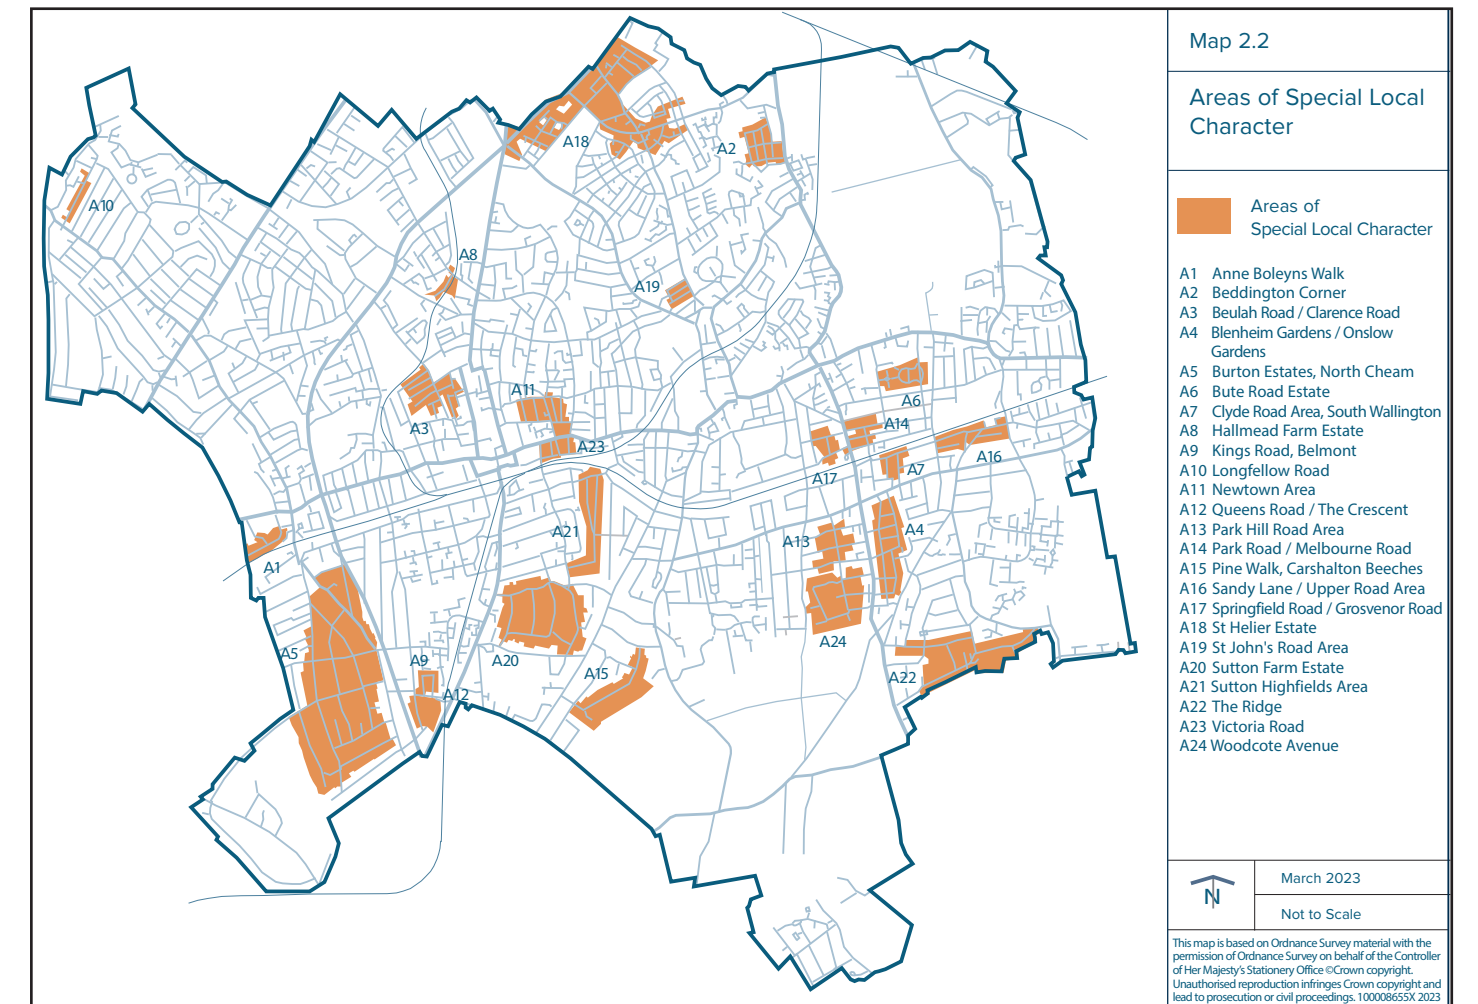 Map 2.2
Areas of Special Local
Character
Areas of
Special Local Character
A1 Anne Boleyns Walk
A2 Beddington Corner
A3 Beulah Road / Clarence Road
A4 Blenheim Gardens / Onslow
Gardens
A5 Burton Estates, North Cheam
A6 Bute Road Estate
A7 Clyde Road Area, South Wallington
A8 Hallmead Farm Estate
A9 Kings Road, Belmont
A10 Longfellow Road
A11 Newtown Area
A12 Queens Road / The Crescent
A13 Park Hill Road Area
A14 Park Road / Melbourne Road
A15 Pine Walk, Carshalton Beeches
A16 Sandy Lane / Upper Road Area
A17 Springfield Road / Grosvenor Road
A18 St Helier Estate
A19 St John's Road Area
A20 Sutton Farm Estate
A21 Sutton Highfields Area
A22 The Ridge
A23 Victoria Road
A24 Woodcote Avenue
N
March 2023
Not to Scale
This map is based on Ordnance Survey material with the
permission of Ordnance Survey on behalf of the Controller
of Her Majesty's Stationery Office ©Crown copyright.
Unauthorised reproduction infringes Crown copyright and
lead to prosecution or civil proceedings. 100008655X 2023
A18
A2
A10
A8
A19
A11
A6
A3
A14
A23
A16
A7
A17
A21
A4
A13
A1
A24
A5
A9
A20
A15
A22
A12